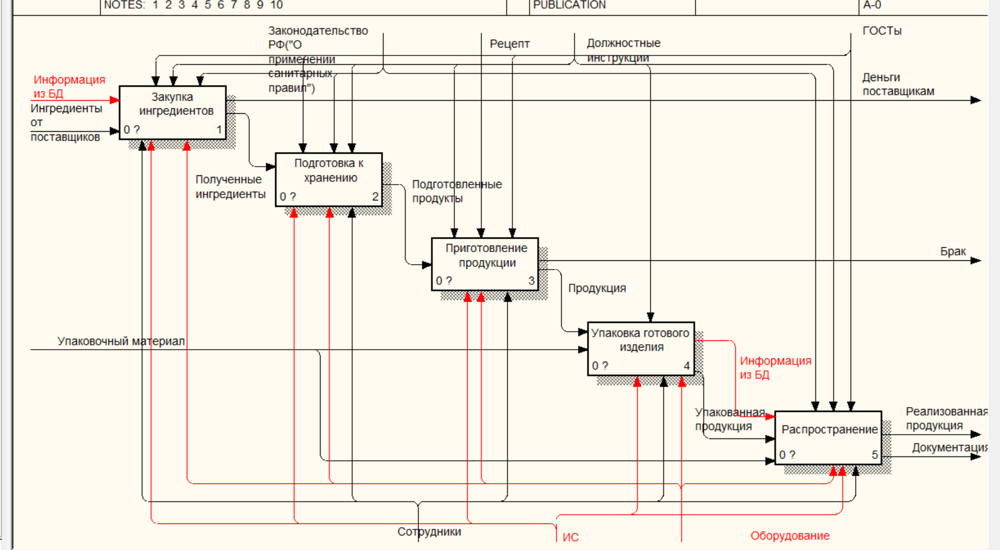 NOTES: 1 2 3 4 5 6 7 8 9 10
PUBLICATION
A-0
Законодательство
РФ("О
применении
санитарных
правил")
Рецепт
Должностные
инструкции
ГОСТы
Информация
из БД
Ингредиенты
от
поставщиков
Закупка
ингредиентов
0 ?
1
Деньги
поставщикам
Полученные
ингредиенты
Подготовка к
хранению
0 ?
2
Подготовленные
продукты
Приготовление
продукции
0 ?
3
Брак
Продукция
Упаковочный материал
Упаковка готового
изделия
0 ?
4
Информация
из БД
Упакованная
продукция
Распространение
0 ?
5
Реализованная
продукция
Документация
Сотрудники
ИС
Оборудование